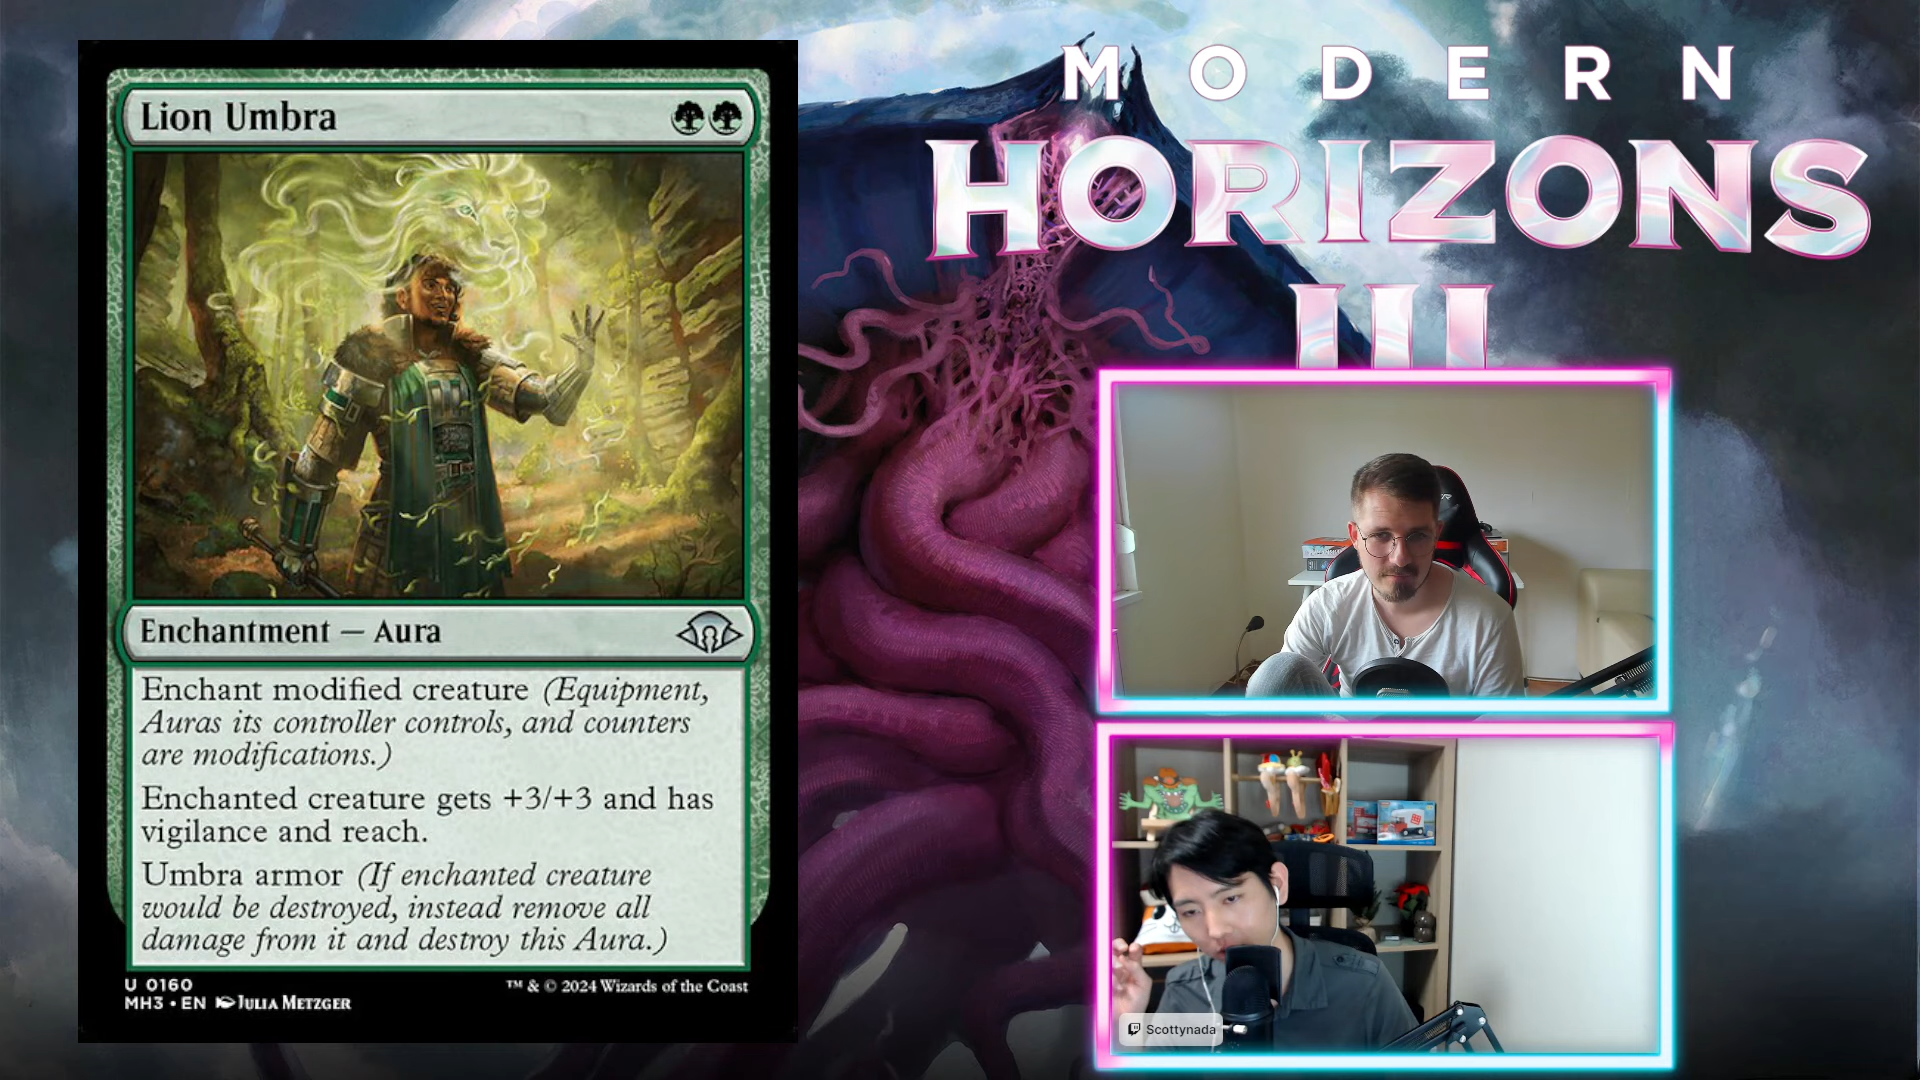 Lion Umbra
Enchantment — Aura
Enchant modified creature (Equipment,
Auras its controller controls, and counters
are modifications.)
Enchanted creature gets +3/+3 and has
vigilance and reach.
Umbra armor (If enchanted creature
would be destroyed, instead remove all
damage from it and destroy this Aura.)
U 0160
MH3 • EN Julia Metzger
™ & © 2024 Wizards of the Coast
MODERN
HORIZONS
III
Scottynada